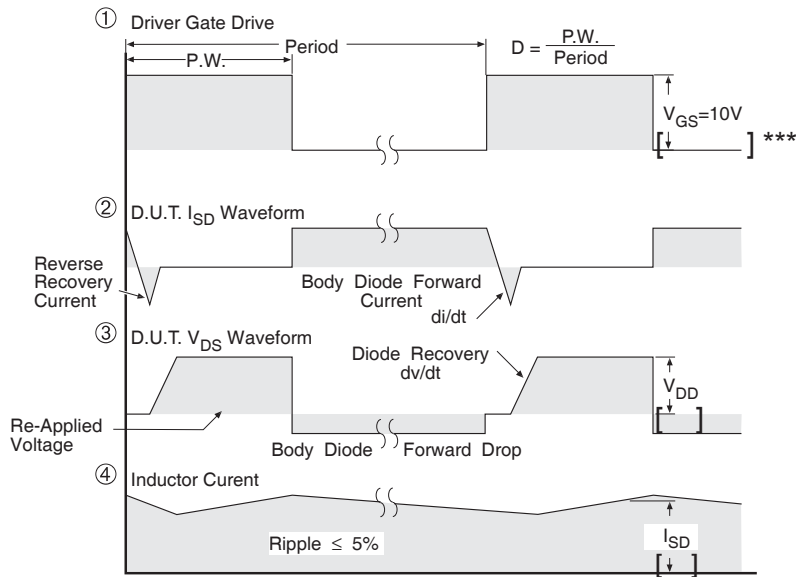 ① Driver Gate Drive
Period
P.W.
D = P.W. / Period
V_GS=10V
[ ] ***
② D.U.T. I_SD Waveform
Reverse
Recovery
Current
Body Diode Forward
Current
di/dt
③ D.U.T. V_DS Waveform
Diode Recovery
dv/dt
V_DD
[ ]
Re-Applied
Voltage
Body Diode Forward Drop
④ Inductor Curent
Ripple ≤ 5%
I_SD
[ ]